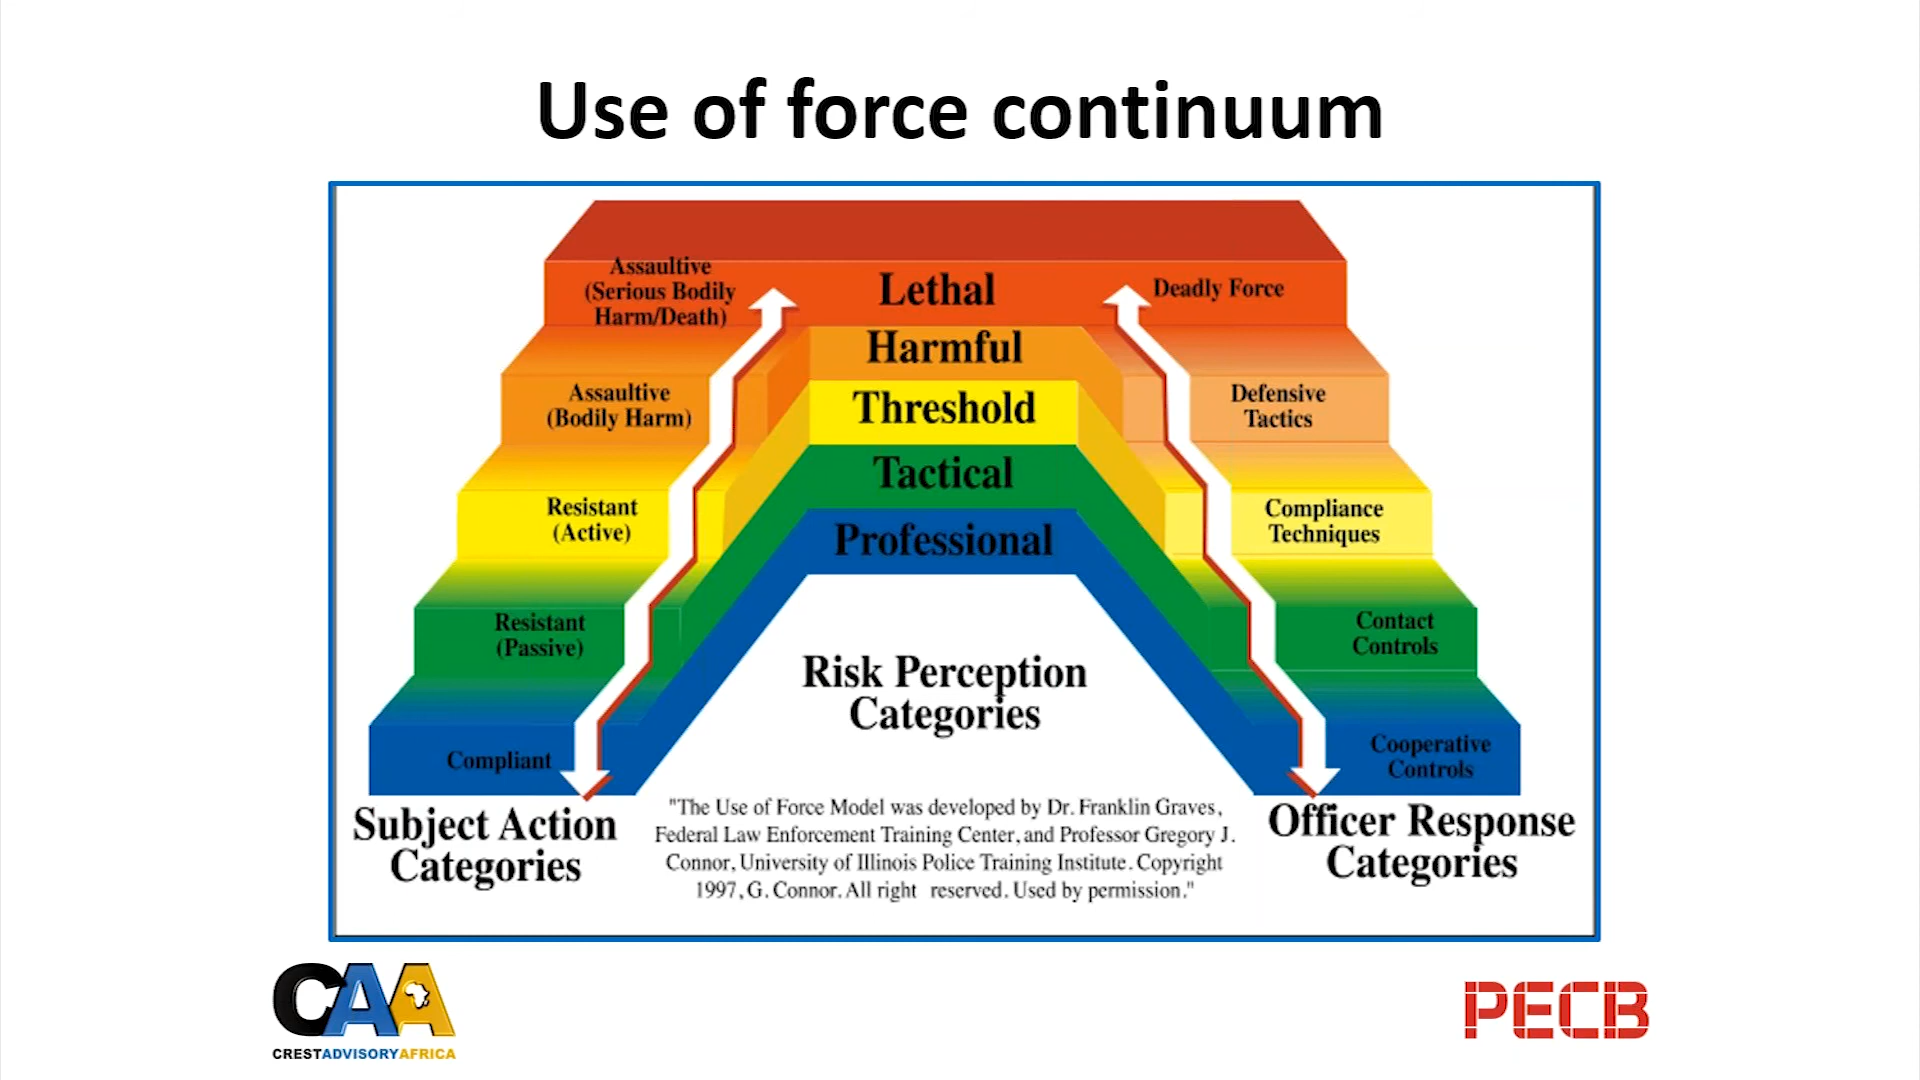 Use of force continuum
Assaultive
(Serious Bodily
Harm/Death)
Lethal
Deadly Force
Harmful
Assaultive
(Bodily Harm)
Threshold
Defensive
Tactics
Tactical
Resistant
(Active)
Compliance
Techniques
Professional
Resistant
(Passive)
Contact
Controls
Risk Perception
Categories
Compliant
Cooperative
Controls
Subject Action
Categories
"The Use of Force Model was developed by Dr. Franklin Graves,
Federal Law Enforcement Training Center, and Professor Gregory J.
Connor, University of Illinois Police Training Institute. Copyright
1997, G. Connor. All right reserved. Used by permission."
Officer Response
Categories
CAA
CRESTADVISORYAFRICA
PECB